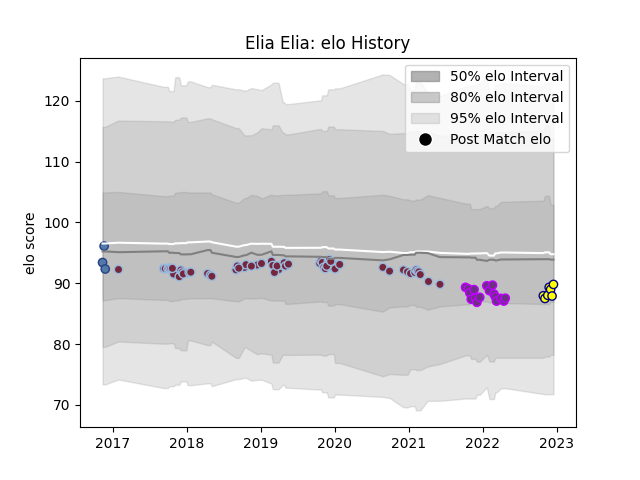 Elia Elia: elo History
50% elo Interval
80% elo Interval
95% elo Interval
Post Match elo
elo score
120
110
100
90
80
70
2017 2018 2019 2020 2021 2022 2023